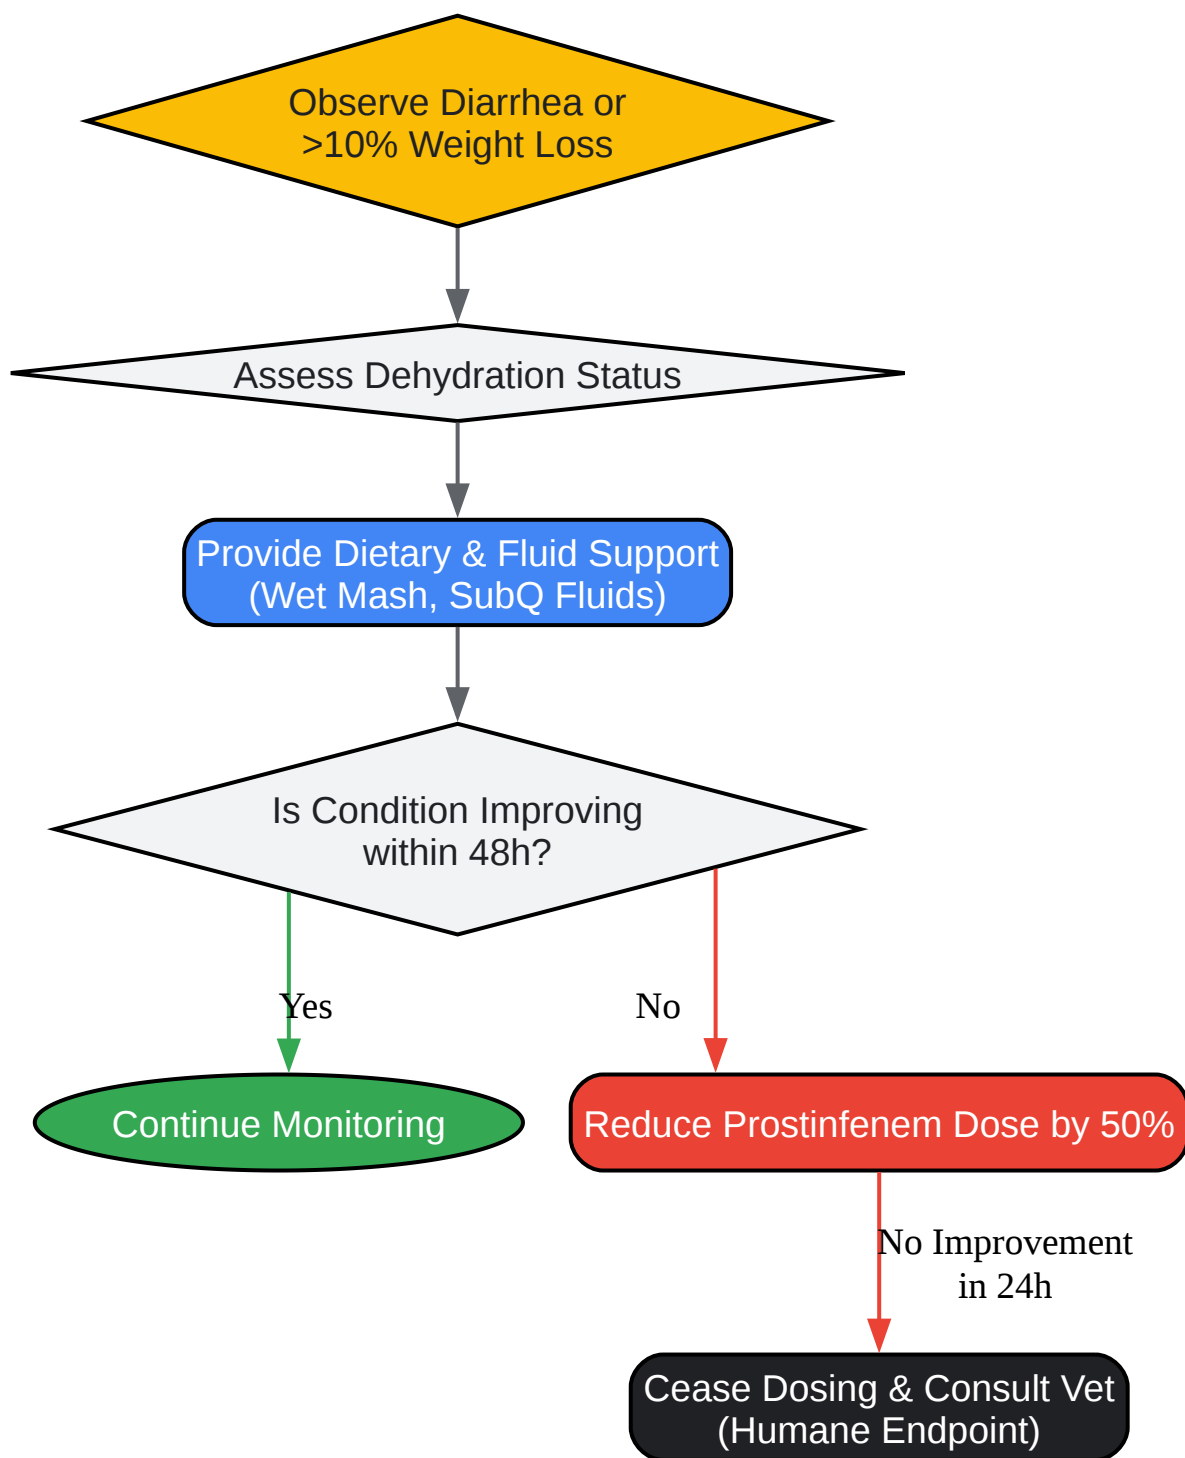 Observe Diarrhea or
>10% Weight Loss
Assess Dehydration Status
Provide Dietary & Fluid Support
(Wet Mash, SubQ Fluids)
Is Condition Improving
within 48h?
Yes
No
Continue Monitoring
Reduce Prostinfenem Dose by 50%
No Improvement
in 24h
Cease Dosing & Consult Vet
(Humane Endpoint)